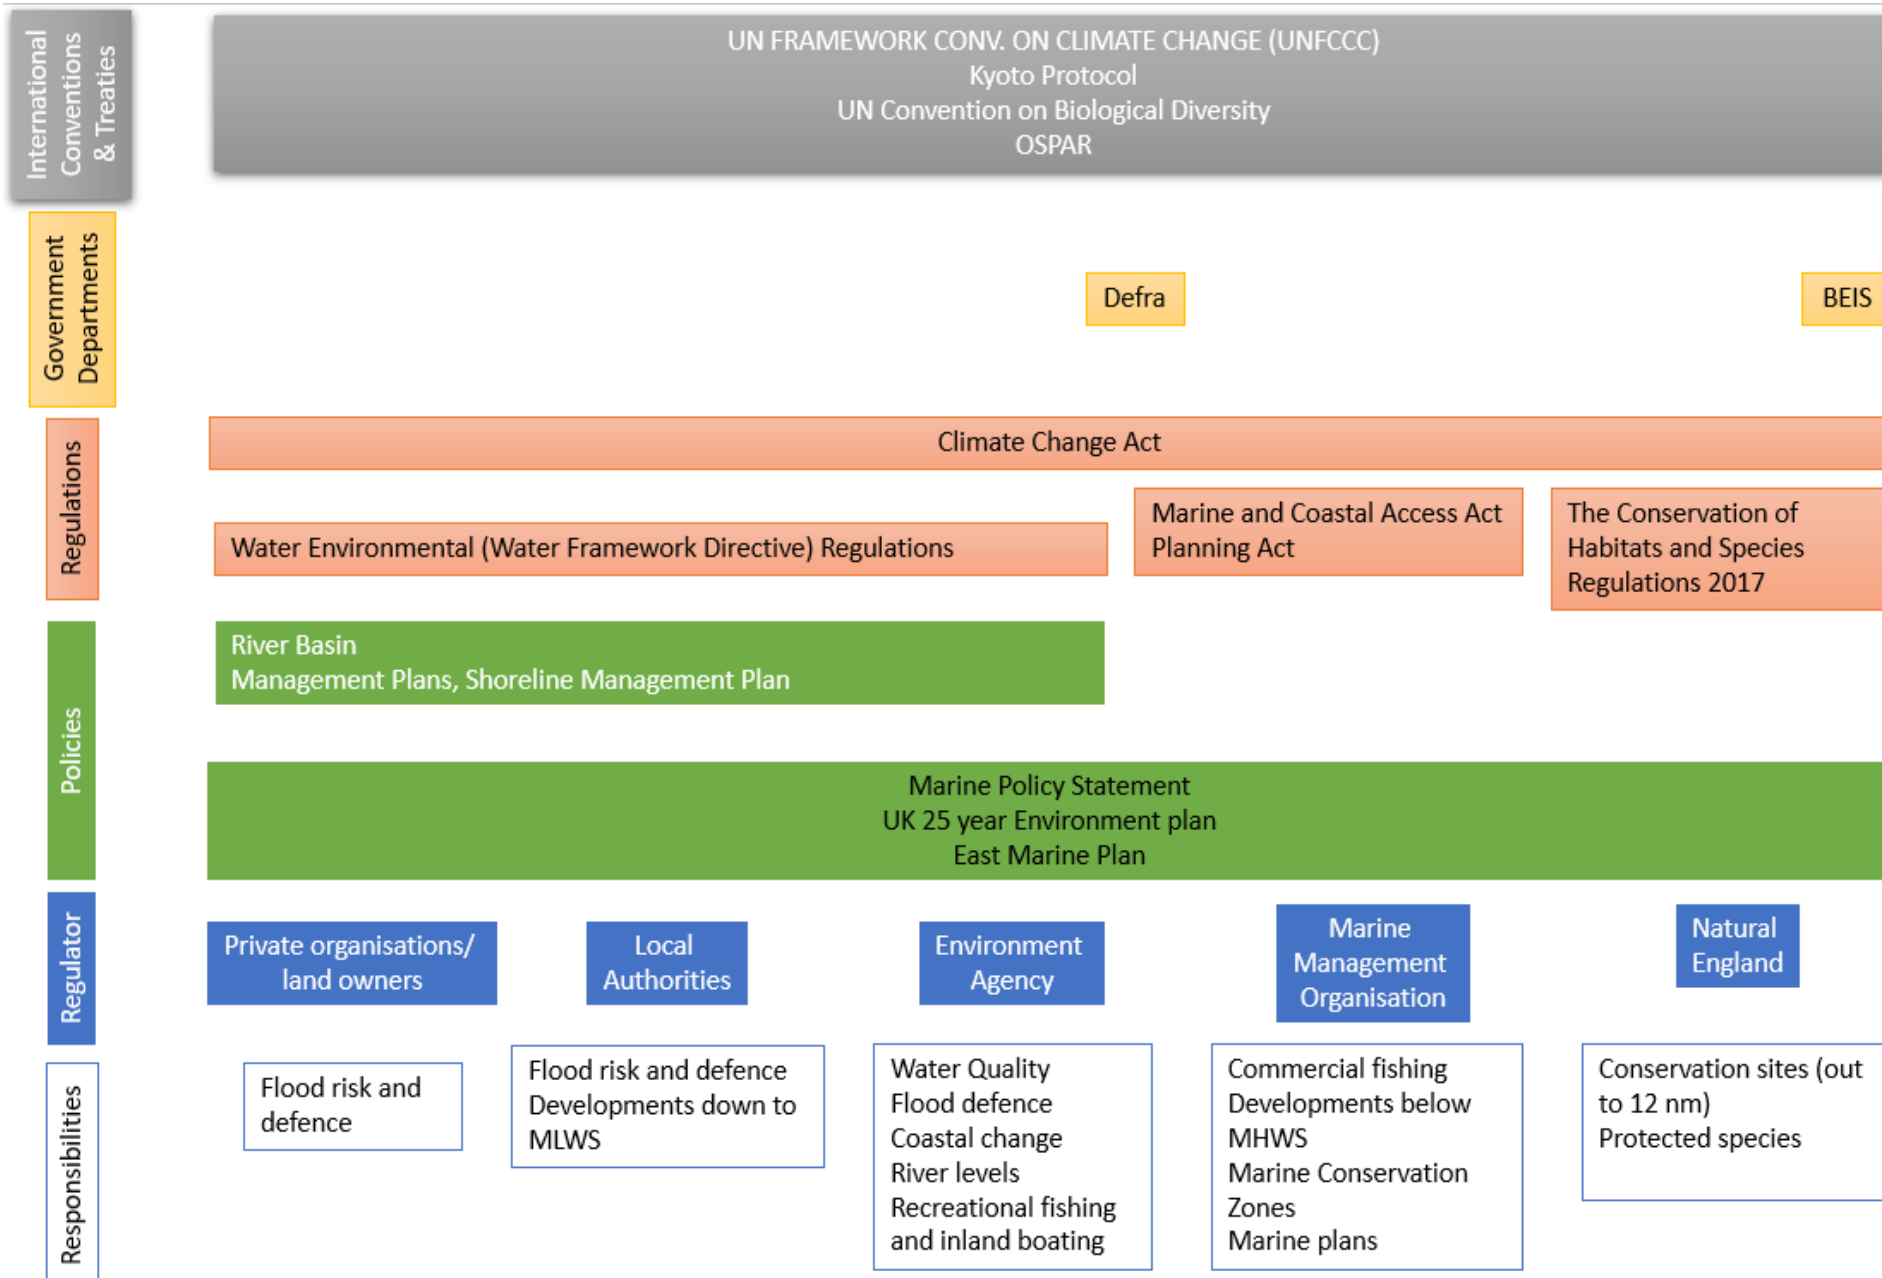 International
Conventions
& Treaties
UN FRAMEWORK CONV. ON CLIMATE CHANGE (UNFCCC)
Kyoto Protocol
UN Convention on Biological Diversity
OSPAR
Government
Departments
Defra
BEIS
Regulations
Climate Change Act
Water Environmental (Water Framework Directive) Regulations
Marine and Coastal Access Act
Planning Act
The Conservation of
Habitats and Species
Regulations 2017
Policies
River Basin
Management Plans, Shoreline Management Plan
Marine Policy Statement
UK 25 year Environment plan
East Marine Plan
Regulator
Private organisations/
land owners
Local
Authorities
Environment
Agency
Marine
Management
Organisation
Natural
England
Responsibilities
Flood risk and
defence
Flood risk and defence
Developments down to
MLWS
Water Quality
Flood defence
Coastal change
River levels
Recreational fishing
and inland boating
Commercial fishing
Developments below
MHWS
Marine Conservation
Zones
Marine plans
Conservation sites (out
to 12 nm)
Protected species